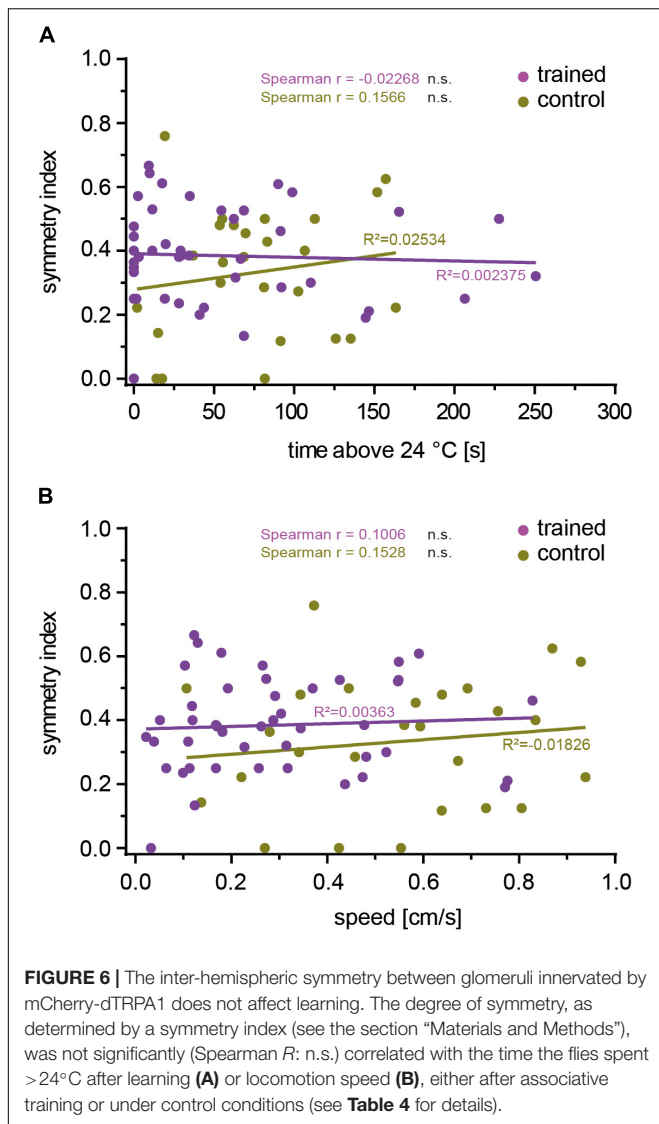 A
Spearman r = -0.02268 n.s.
Spearman r = 0.1566 n.s.
trained
control
symmetry index
1.0
0.8
0.6
0.4
0.2
0.0
R²=0.02534
R²=0.002375
0 50 100 150 200 250 300
time above 24 °C [s]
B
Spearman r = 0.1006 n.s.
Spearman r = 0.1528 n.s.
trained
control
symmetry index
1.0
0.8
0.6
0.4
0.2
0.0
R²=0.00363
R²=-0.01826
0.0 0.2 0.4 0.6 0.8 1.0
speed [cm/s]
FIGURE 6 | The inter-hemispheric symmetry between glomeruli innervated by
mCherry-dTRPA1 does not affect learning. The degree of symmetry, as
determined by a symmetry index (see the section “Materials and Methods”),
was not significantly (Spearman R: n.s.) correlated with the time the flies spent
>24°C after learning (A) or locomotion speed (B), either after associative
training or under control conditions (see Table 4 for details).